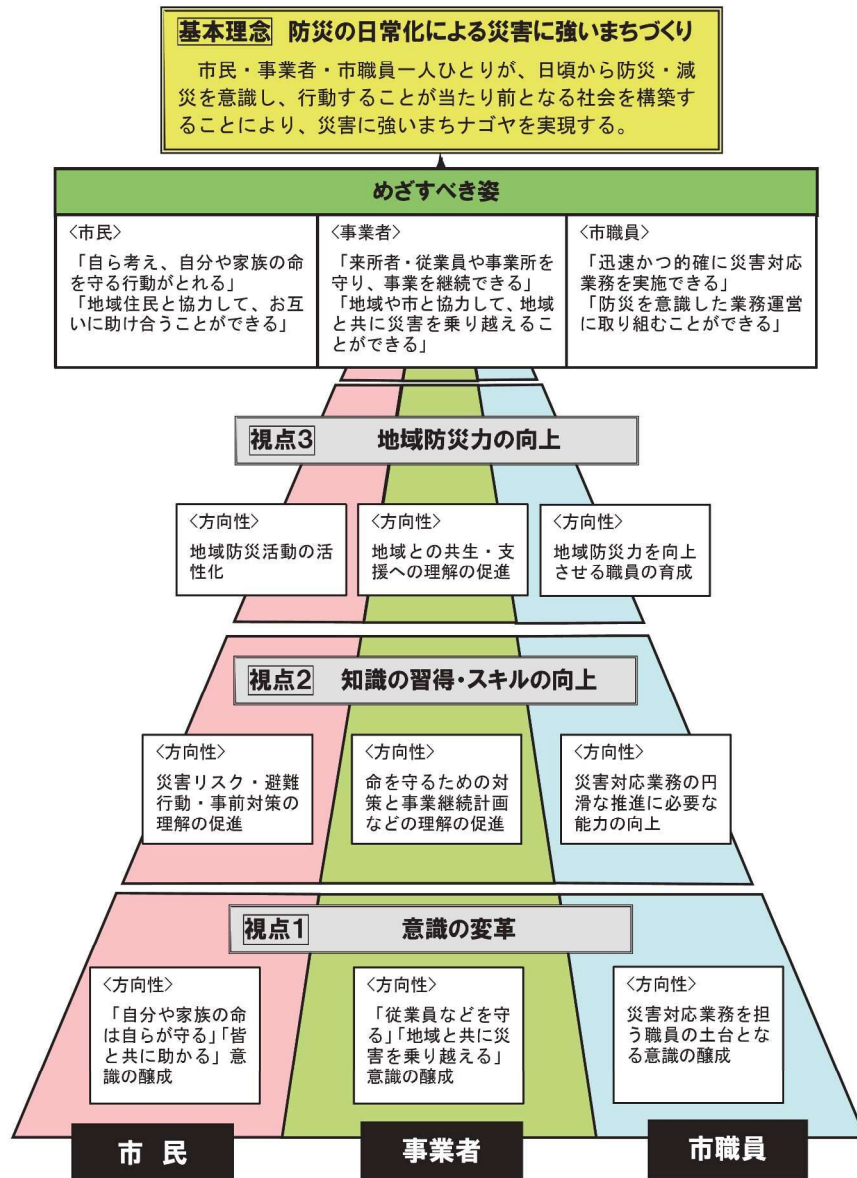 基本理念 防災の日常化による災害に強いまちづくり
市民・事業者・市職員一人ひとりが、日頃から防災・減
災を意識し、行動することが当たり前となる社会を構築す
ることにより、災害に強いまちナゴヤを実現する。
めざすべき姿
〈市民〉
「自ら考え、自分や家族の命
を守る行動がとれる」
「地域住民と協力して、お互
いに助け合うことができる」
〈事業者〉
「来所者・従業員や事業所を
守り、事業を継続できる」
「地域や市と協力して、地域
と共に災害を乗り越えるこ
とができる」
〈市職員〉
「迅速かつ的確に災害対応
業務を実施できる」
「防災を意識した業務運営
に取り組むことができる」
視点3 地域防災力の向上
〈方向性〉
地域防災活動の活
性化
〈方向性〉
地域との共生・支
援への理解の促進
〈方向性〉
地域防災力を向上
させる職員の育成
視点2 知識の習得・スキルの向上
〈方向性〉
災害リスク・避難
行動・事前対策の
理解の促進
〈方向性〉
命を守るための対
策と事業継続計画
などの理解の促進
〈方向性〉
災害対応業務の円
滑な推進に必要な
能力の向上
視点1 意識の変革
〈方向性〉
「自分や家族の命
は自らが守る」「皆
と共に助かる」意
識の醸成
〈方向性〉
「従業員などを守
る」「地域と共に災
害を乗り越える」
意識の醸成
〈方向性〉
災害対応業務を担
う職員の土台とな
る意識の醸成
市民
事業者
市職員